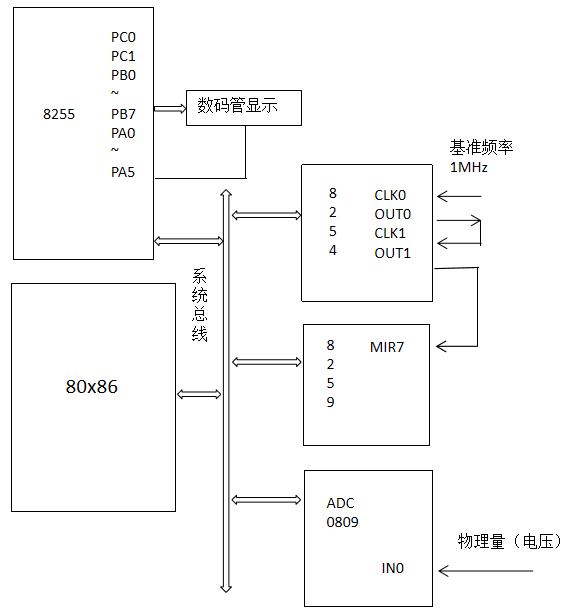 PC0
PC1
PB0
~
8255
PB7
PA0
~
PA5
数码管显示
基准频率
1MHz
8
2
5
4
CLK0
OUT0
CLK1
OUT1
系
统
总
线
80x86
8
2
5
9
MIR7
ADC
0809
IN0
物理量（电压）